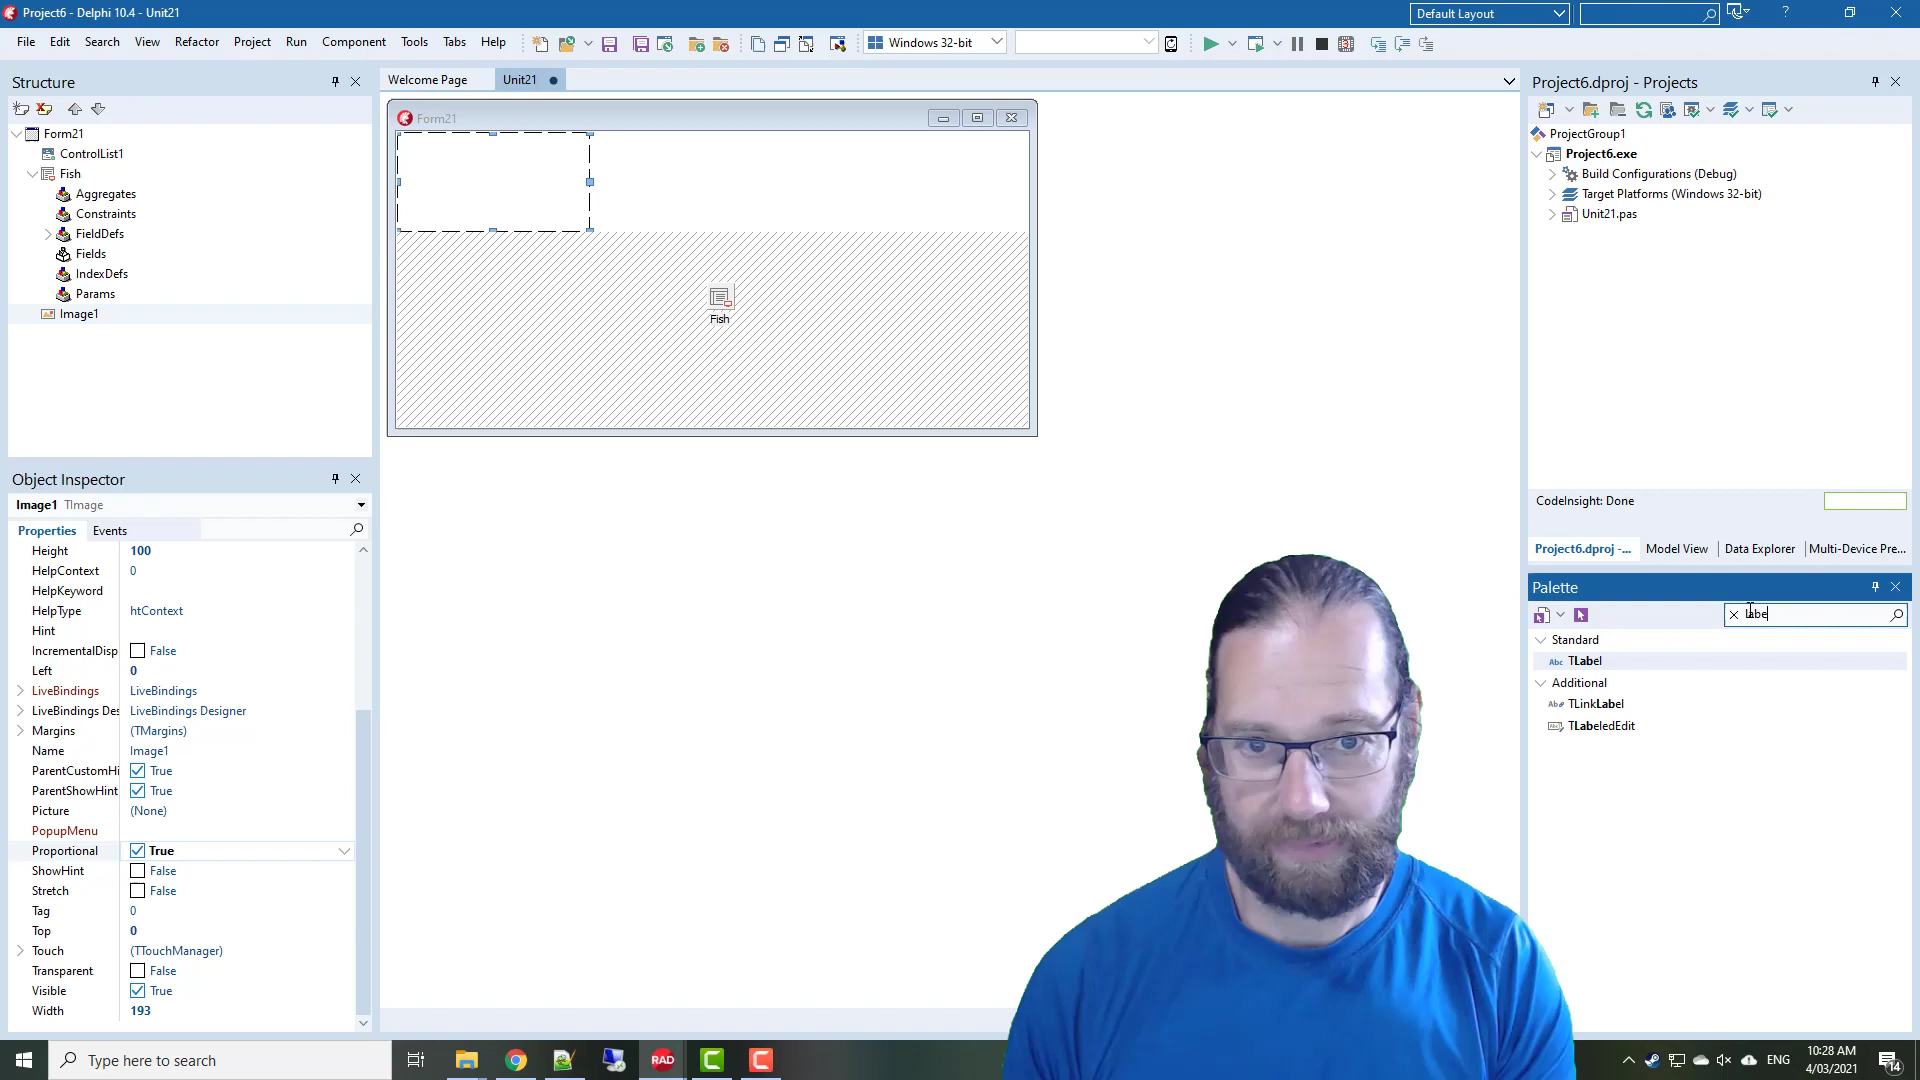 Project6 - Delphi 10.4 - Unit21
Default Layout
?
File Edit Search View Refactor Project Run Component Tools Tabs Help
Windows 32-bit
Structure
Form21
ControlList1
Fish
Aggregates
Constraints
FieldDefs
Fields
IndexDefs
Params
Image1
Welcome Page
Unit21
Form21
Fish
Object Inspector
Image1 TImage
Properties Events
Height 100
HelpContext 0
HelpKeyword
HelpType htContext
Hint
IncrementalDisp False
Left 0
LiveBindings LiveBindings
LiveBindings Des LiveBindings Designer
Margins (TMargins)
Name Image1
ParentCustomHi True
ParentShowHint True
Picture (None)
PopupMenu
Proportional True
ShowHint False
Stretch False
Tag 0
Top 0
Touch (TTouchManager)
Transparent False
Visible True
Width 193
Project6.dproj - Projects
ProjectGroup1
Project6.exe
Build Configurations (Debug)
Target Platforms (Windows 32-bit)
Unit21.pas
CodeInsight: Done
Project6.dproj -... Model View Data Explorer Multi-Device Pre...
Palette
labe
Standard
Abc TLabel
Additional
TLinkLabel
TLabeledEdit
Type here to search
RAD
ENG
10:28 AM
4/03/2021
14